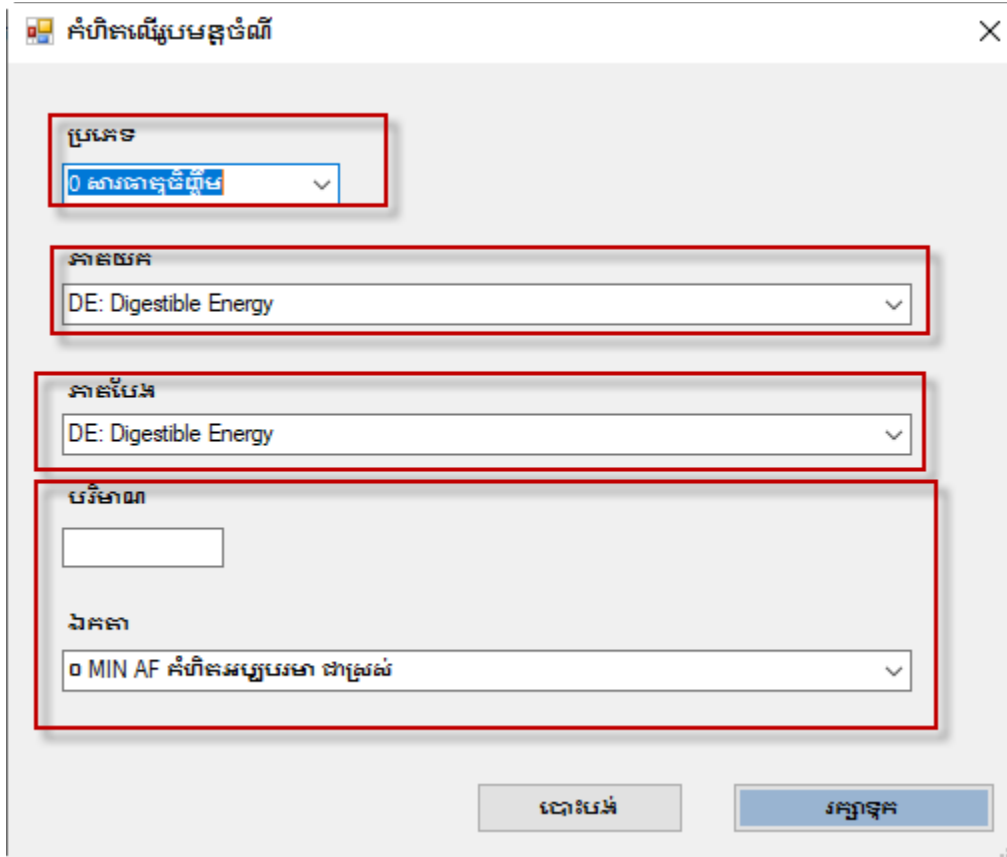 កំហិតលើរូបមន្តចំណី
ប្រភេទ
0 សារធាតុចិញ្ចឹម
ភាគយក
DE: Digestible Energy
ភាគបែង
DE: Digestible Energy
បរិមាណ
ឯកតា
០ MIN AF កំហិតអប្បបរមា ជាស្រស់
បោះបង់
រក្សាទុក